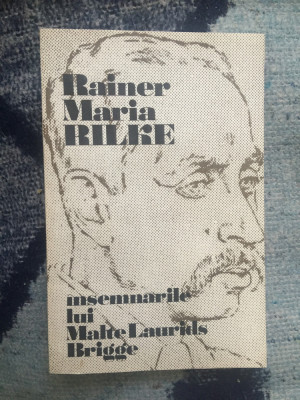 Rainer
Maria
RILKE
însemnările
lui
Malte Laurids
Brigge